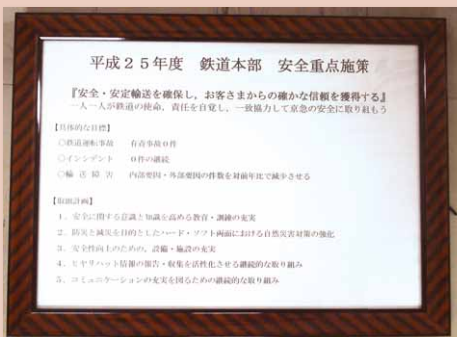 平成25年度　鉄道本部　安全重点施策
『安全・安定輸送を確保し、お客さまからの確かな信頼を獲得する』
一人一人が鉄道の使命、責任を自覚し、一致協力して京急の安全に取り組もう
【具体的な目標】
○鉄道運転事故　有責事故0件
○インシデント　0件の継続
○輸送障害　内部要因・外部要因の件数を対前年比で減少させる
【取組計画】
1．安全に関する意識と知識を高める教育・訓練の充実
2．防災と減災を目的としたハード・ソフト両面における自然災害対策の強化
3．安全性向上のための、設備・施設の充実
4．ヒヤリハット情報の報告・収集を活性化させる継続的な取り組み
5．コミュニケーションの充実を図るための継続的な取り組み